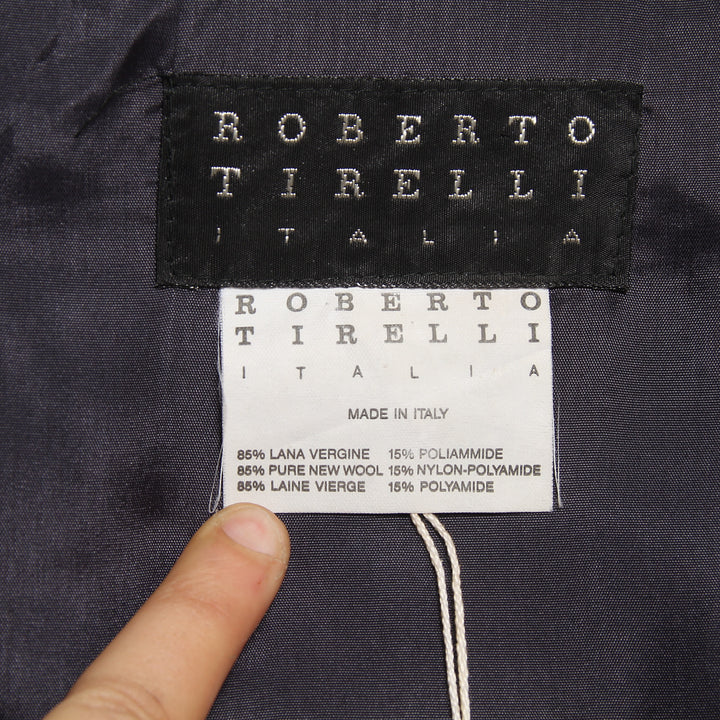 ROBERTO
TIRELLI
ITALIA
ROBERTO
TIRELLI
ITALIA
MADE IN ITALY
85% LANA VERGINE 15% POLIAMMIDE
85% PURE NEW WOOL 15% NYLON-POLYAMIDE
85% LAINE VIERGE 15% POLYAMIDE